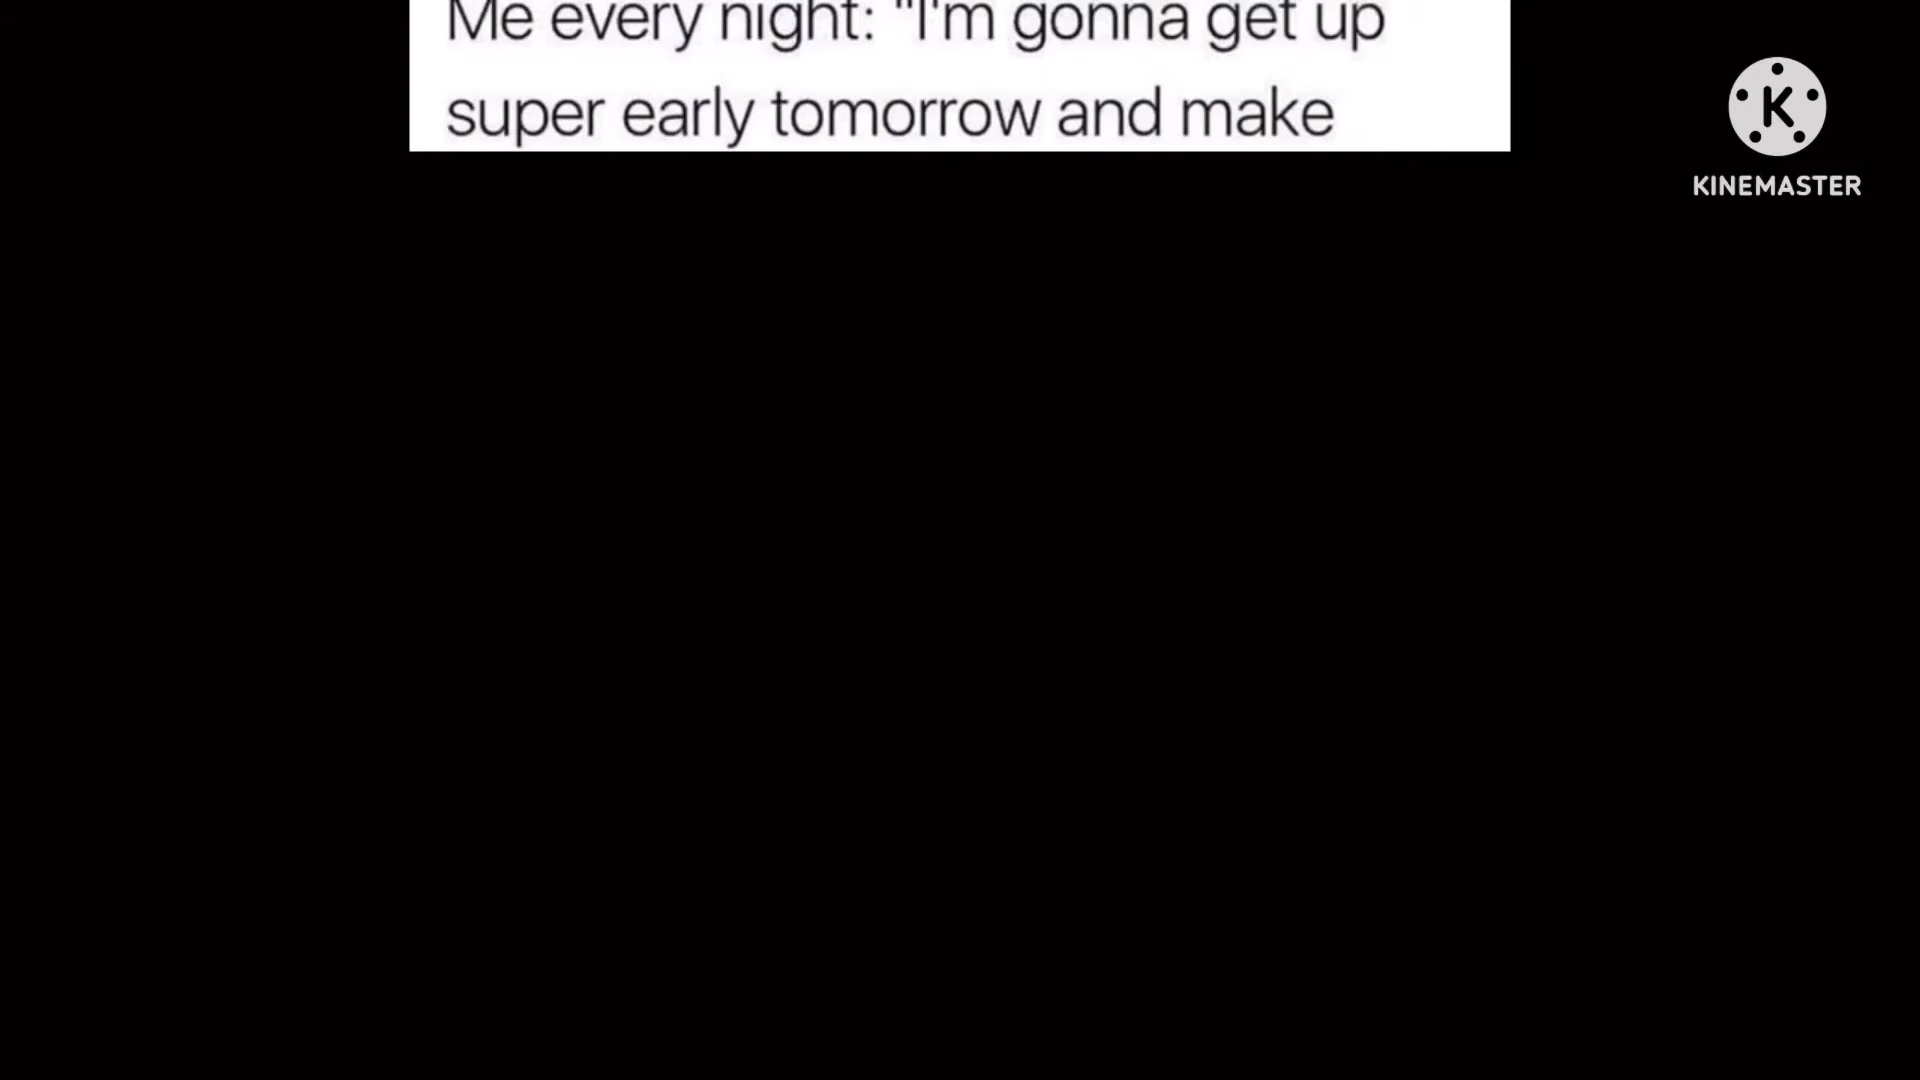 Me every night: "I'm gonna get up
super early tomorrow and make
K
KINEMASTER